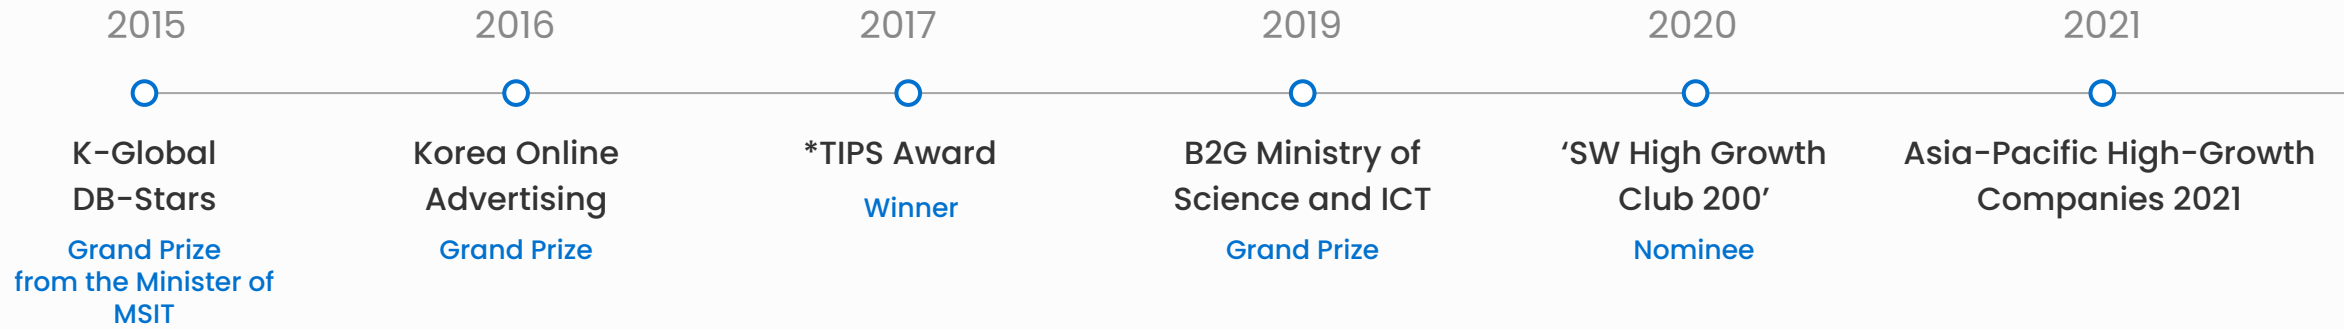 2015
K-Global
DB-Stars
Grand Prize
from the Minister of
MSIT
2016
Korea Online
Advertising
Grand Prize
2017
*TIPS Award
Winner
2019
B2G Ministry of
Science and ICT
Grand Prize
2020
‘SW High Growth
Club 200’
Nominee
2021
Asia-Pacific High-Growth
Companies 2021